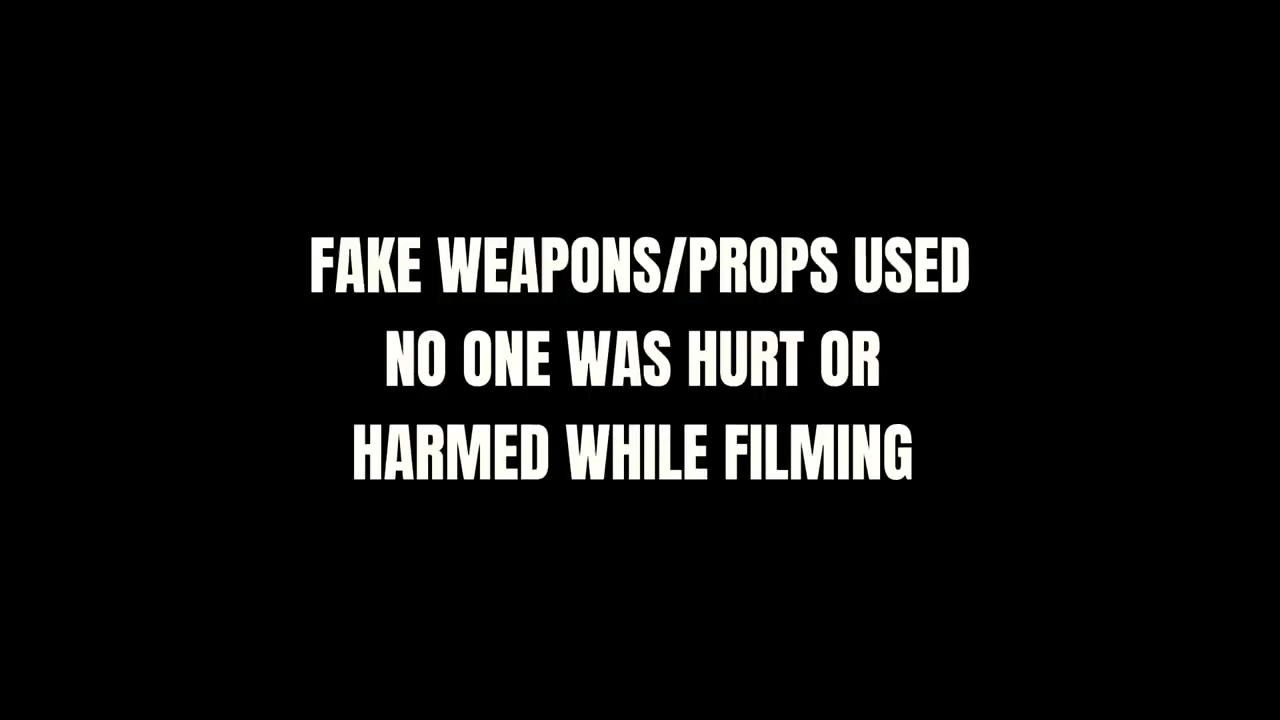 FAKE WEAPONS/PROPS USED
NO ONE WAS HURT OR
HARMED WHILE FILMING